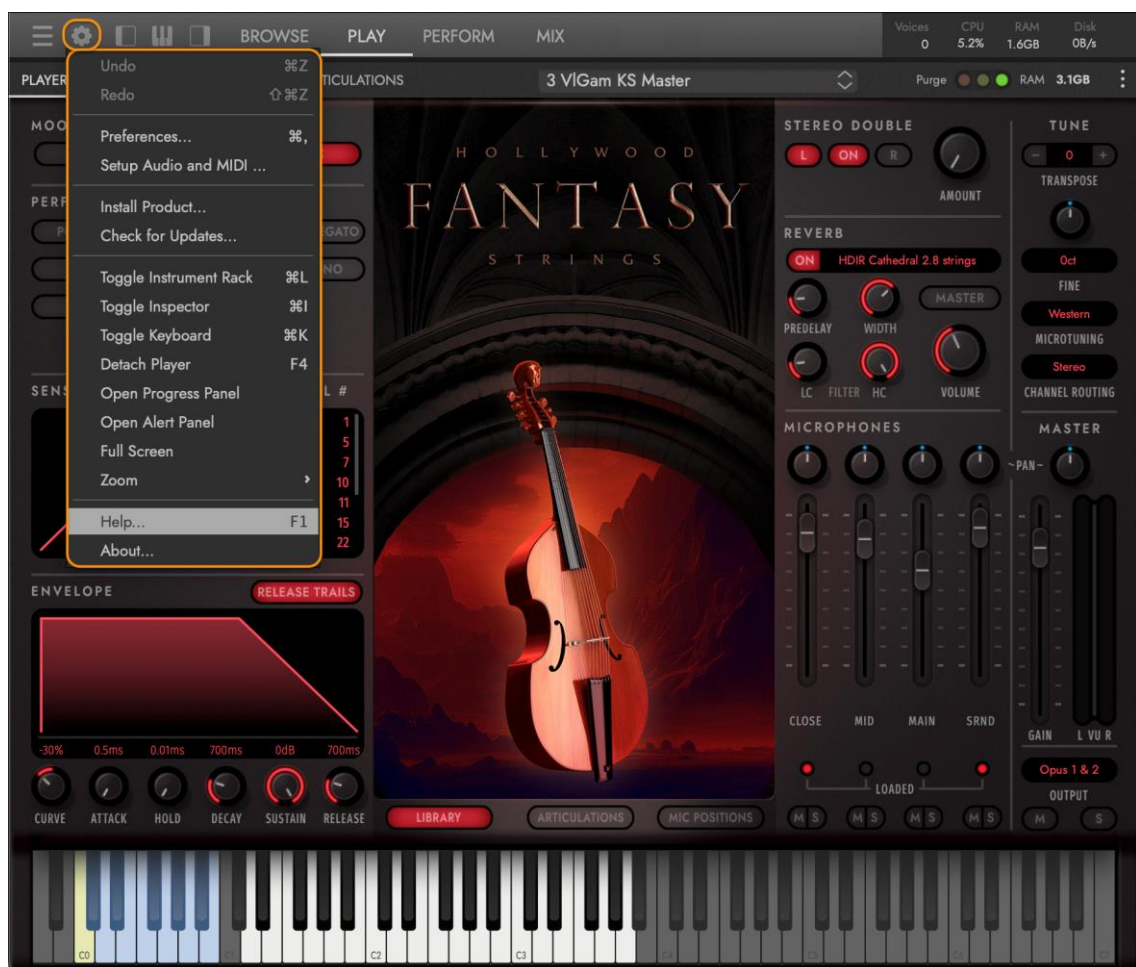 BROWSE PLAY PERFORM MIX
Voices CPU RAM Disk
0 5.2% 1.6GB 0B/s
3 VlGam KS Master
Purge RAM 3.1GB
Undo ⌘Z
Redo ⇧⌘Z
Preferences... ⌘,
Setup Audio and MIDI ...
Install Product...
Check for Updates...
Toggle Instrument Rack ⌘L
Toggle Inspector ⌘I
Toggle Keyboard ⌘K
Detach Player F4
Open Progress Panel
Open Alert Panel
Full Screen
Zoom ›
Help... F1
About...
1
5
7
10
11
15
22
ENVELOPE RELEASE TRAILS
-30% 0.5ms 0.01ms 700ms 0dB 700ms
CURVE ATTACK HOLD DECAY SUSTAIN RELEASE
HOLLYWOOD
FANTASY
STRINGS
LIBRARY ARTICULATIONS MIC POSITIONS
STEREO DOUBLE
L ON R
AMOUNT
REVERB
ON HDIR Cathedral 2.8 strings
MASTER
PREDELAY WIDTH
LC FILTER HC VOLUME
MICROPHONES
~PAN-
CLOSE MID MAIN SRND
LOADED
M S M S M S M S
TUNE
- 0 +
TRANSPOSE
0ct
FINE
Western
MICROTUNING
Stereo
CHANNEL ROUTING
MASTER
GAIN L VU R
Opus 1 & 2
OUTPUT
M S
C0 C1 C2 C3 C4 C5 C6 C7